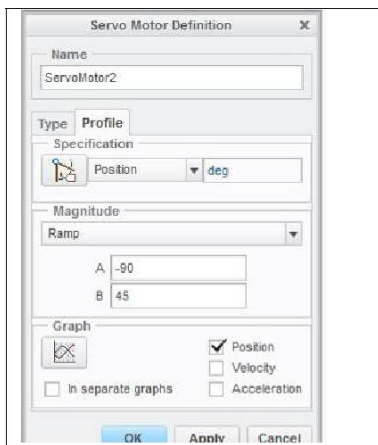 Servo Motor Definition
Name
ServoMotor2
Type Profile
Specification
Position deg
Magnitude
Ramp
A -90
B 45
Graph
Position
Velocity
In separate graphs Acceleration
OK Apply Cancel